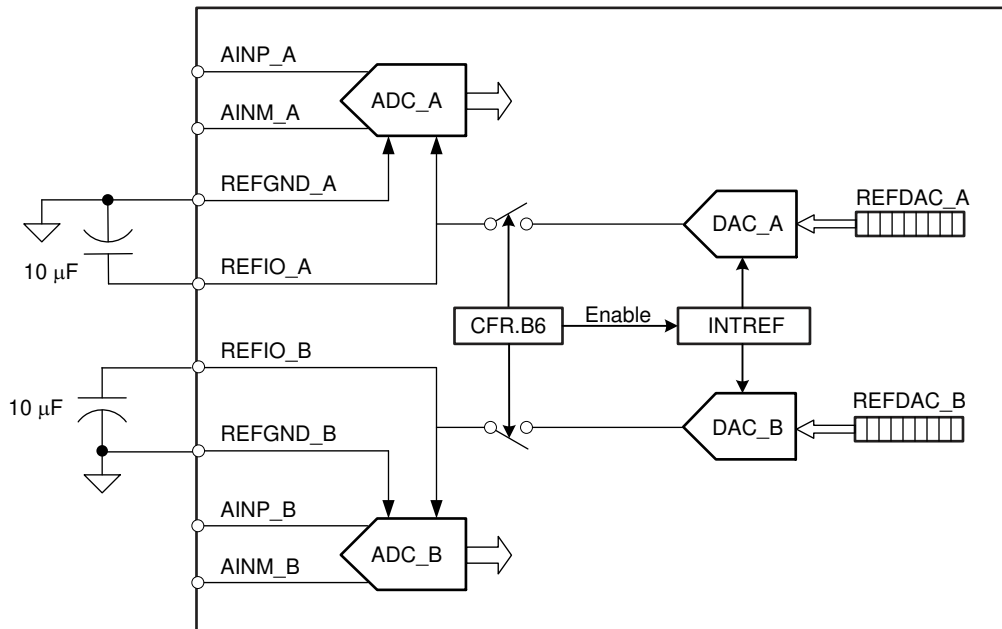 AINP_A
ADC_A
AINM_A
REFGND_A
REFDAC_A
DAC_A
10 μF
REFIO_A
CFR.B6
Enable
INTREF
REFIO_B
10 μF
REFDAC_B
REFGND_B
DAC_B
AINP_B
ADC_B
AINM_B